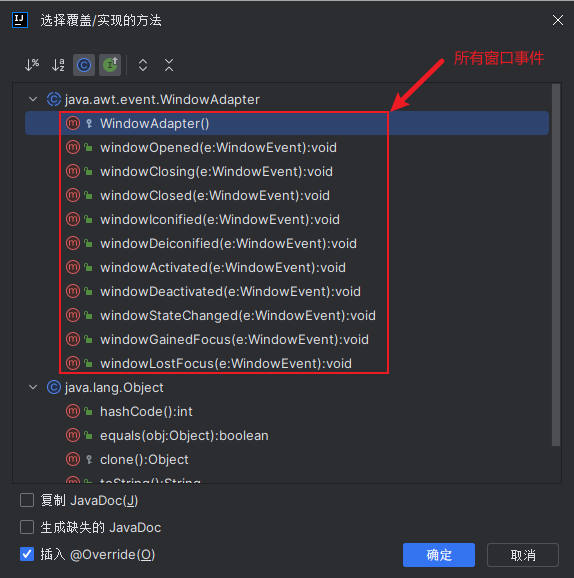 选择覆盖/实现的方法
所有窗口事件
java.awt.event.WindowAdapter
WindowAdapter()
windowOpened(e:WindowEvent):void
windowClosing(e:WindowEvent):void
windowClosed(e:WindowEvent):void
windowIconified(e:WindowEvent):void
windowDeiconified(e:WindowEvent):void
windowActivated(e:WindowEvent):void
windowDeactivated(e:WindowEvent):void
windowStateChanged(e:WindowEvent):void
windowGainedFocus(e:WindowEvent):void
windowLostFocus(e:WindowEvent):void
java.lang.Object
hashCode():int
equals(obj:Object):boolean
clone():Object
toString():String
复制 JavaDoc(J)
生成缺失的 JavaDoc
插入 @Override(O)
确定
取消